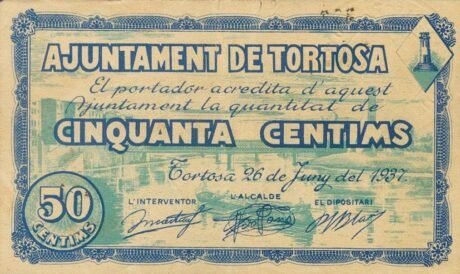 AJUNTAMENT DE TORTOSA
El portador acredita d'aquest
Ajuntament la quantitat de
CINQUANTA CENTIMS
Tortosa 26 de Juny del 1937.
L'INTERVENTOR L'ALCALDE EL DIPOSITARI
50
CENTIMS